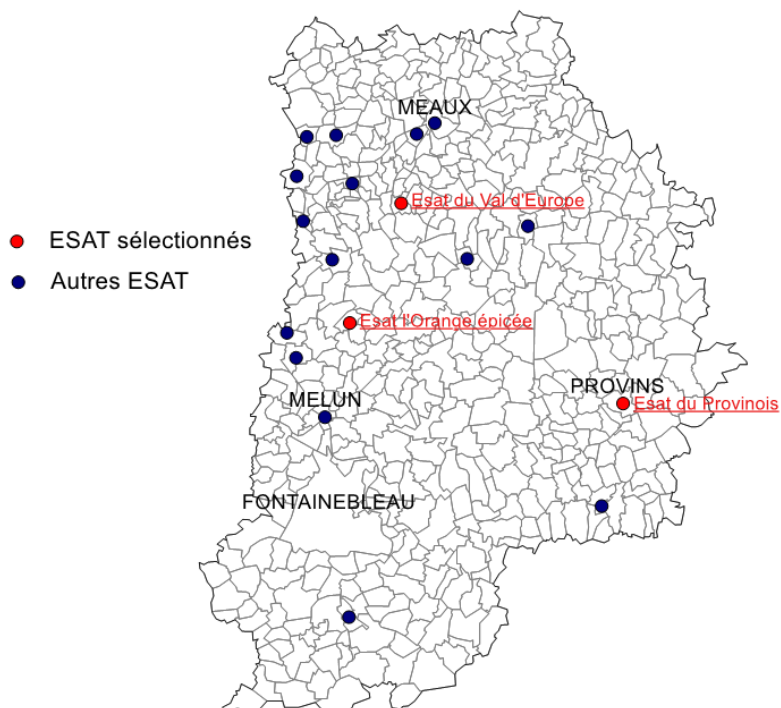 MEAUX
Esat du Val d'Europe
ESAT sélectionnés
Autres ESAT
Esat l'Orange épicée
PROVINS
MELUN
Esat du Provinois
FONTAINEBLEAU